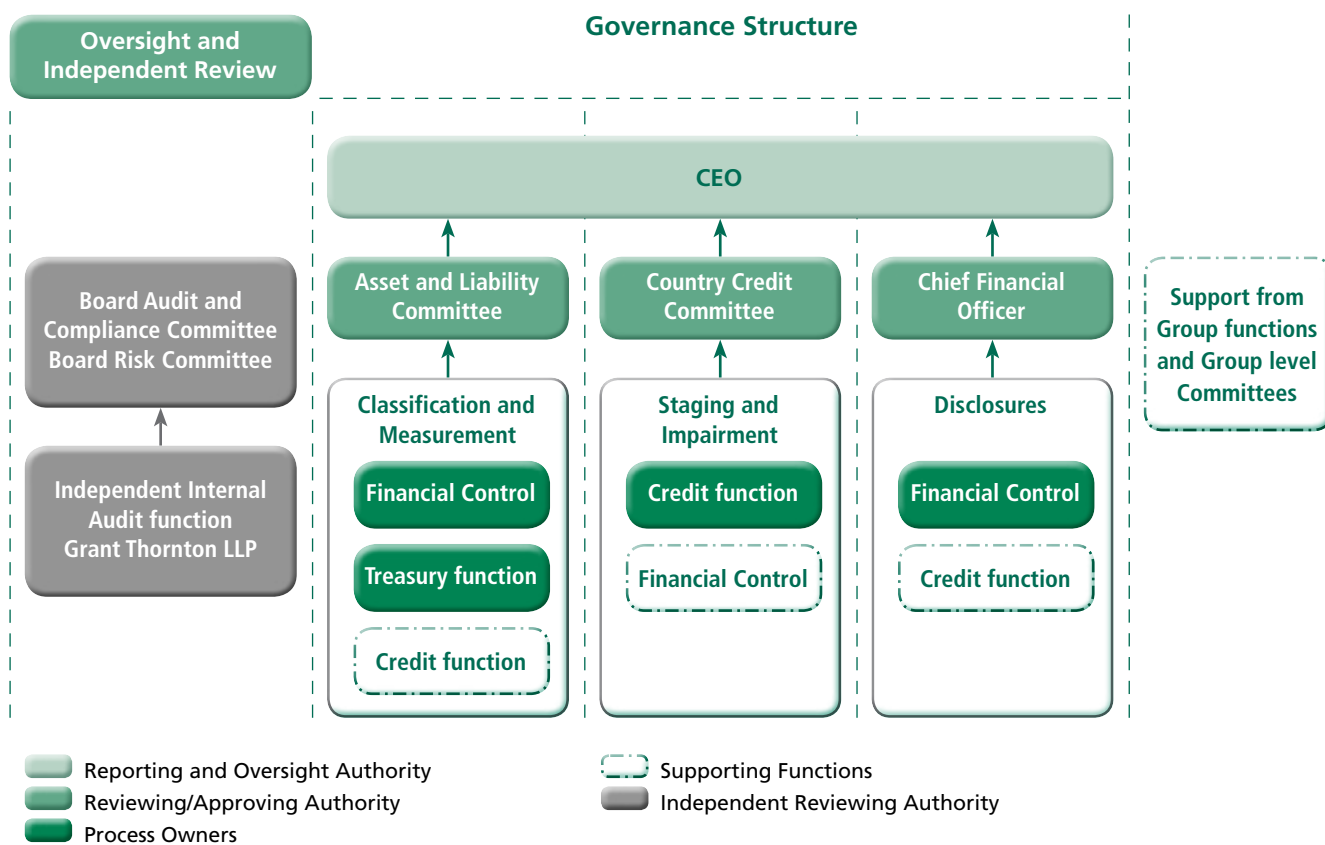 Governance Structure
Oversight and
Independent Review
CEO
Board Audit and
Compliance Committee
Board Risk Committee
Independent Internal
Audit function
Grant Thornton LLP
Asset and Liability
Committee
Classification and
Measurement
Financial Control
Treasury function
Credit function
Country Credit
Committee
Staging and
Impairment
Credit function
Financial Control
Chief Financial
Officer
Disclosures
Financial Control
Credit function
Support from
Group functions
and Group level
Committees
Reporting and Oversight Authority
Reviewing/Approving Authority
Process Owners
Supporting Functions
Independent Reviewing Authority